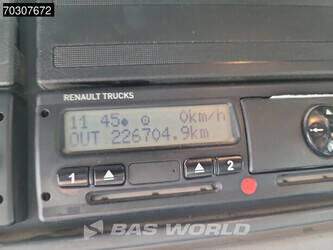 70307672
RENAULT TRUCKS
11 45 0km/h
OUT 226704.9km
1 2
BAS WORLD